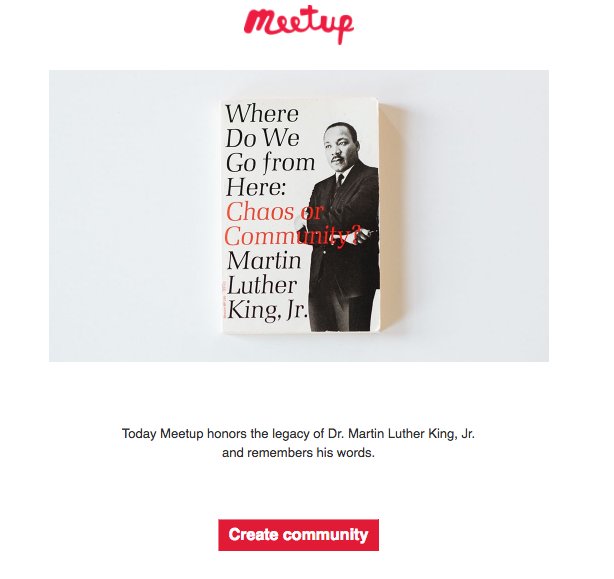 Meetup
Where
Do We
Go from
Here:
Chaos or
Community?
Martin
Luther
King, Jr.
Today Meetup honors the legacy of Dr. Martin Luther King, Jr.
and remembers his words.
Create community